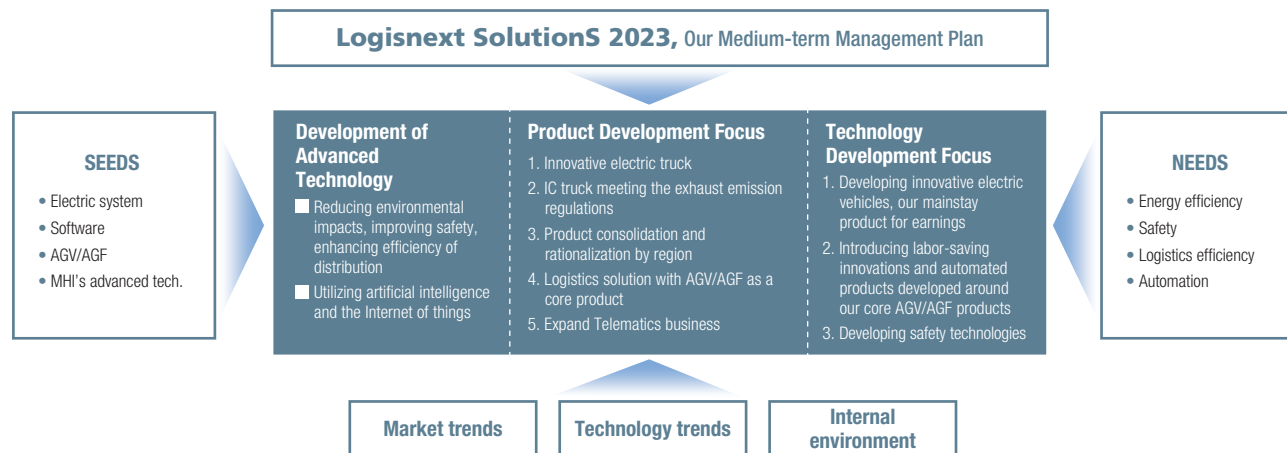 Logisnext SolutionS 2023, Our Medium-term Management Plan
SEEDS
• Electric system
• Software
• AGV/AGF
• MHI's advanced tech.
Development of
Advanced
Technology
Reducing environmental
impacts, improving safety,
enhancing efficiency of
distribution
Utilizing artificial intelligence
and the Internet of things
Product Development Focus
1. Innovative electric truck
2. IC truck meeting the exhaust emission
regulations
3. Product consolidation and
rationalization by region
4. Logistics solution with AGV/AGF as a
core product
5. Expand Telematics business
Technology
Development Focus
1. Developing innovative electric
vehicles, our mainstay
product for earnings
2. Introducing labor-saving
innovations and automated
products developed around
our core AGV/AGF products
3. Developing safety technologies
NEEDS
• Energy efficiency
• Safety
• Logistics efficiency
• Automation
Market trends
Technology trends
Internal
environment